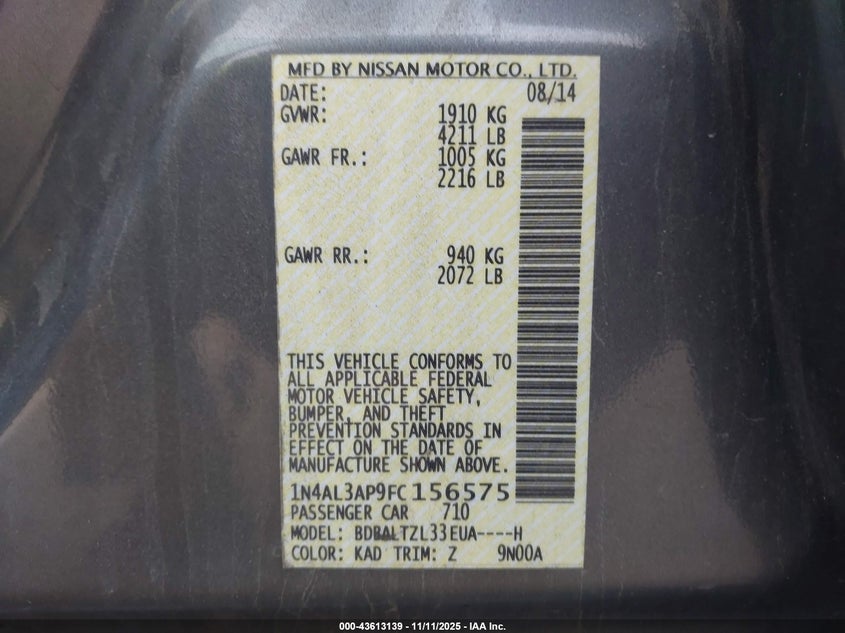 MFD BY NISSAN MOTOR CO., LTD.
DATE: 08/14
GVWR: 1910 KG
4211 LB
GAWR FR.: 1005 KG
2216 LB
GAWR RR.: 940 KG
2072 LB
THIS VEHICLE CONFORMS TO
ALL APPLICABLE FEDERAL
MOTOR VEHICLE SAFETY,
BUMPER, AND THEFT
PREVENTION STANDARDS IN
EFFECT ON THE DATE OF
MANUFACTURE SHOWN ABOVE.
1N4AL3AP9FC156575
PASSENGER CAR 710
MODEL: BDBALTZL33EUA----H
COLOR: KAD TRIM: Z 9N00A
000-43613139 - 11/11/2025 - IAA Inc.